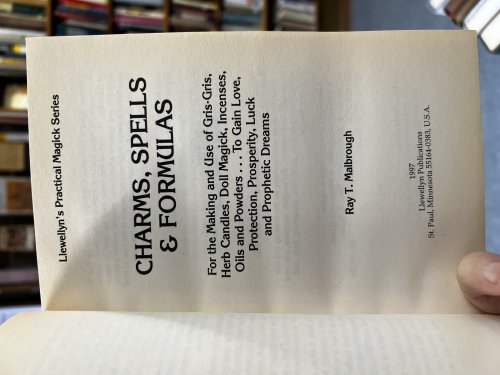 Llewellyn's Practical Magick Series
CHARMS, SPELLS
& FORMULAS
For the Making and Use of Gris-Gris,
Herb Candles, Doll Magick, Incenses,
Oils and Powders . . . To Gain Love,
Protection, Prosperity, Luck
and Prophetic Dreams
Ray T. Malbrough
1997
Llewellyn Publications
St. Paul, Minnesota 55164-0383, U.S.A.